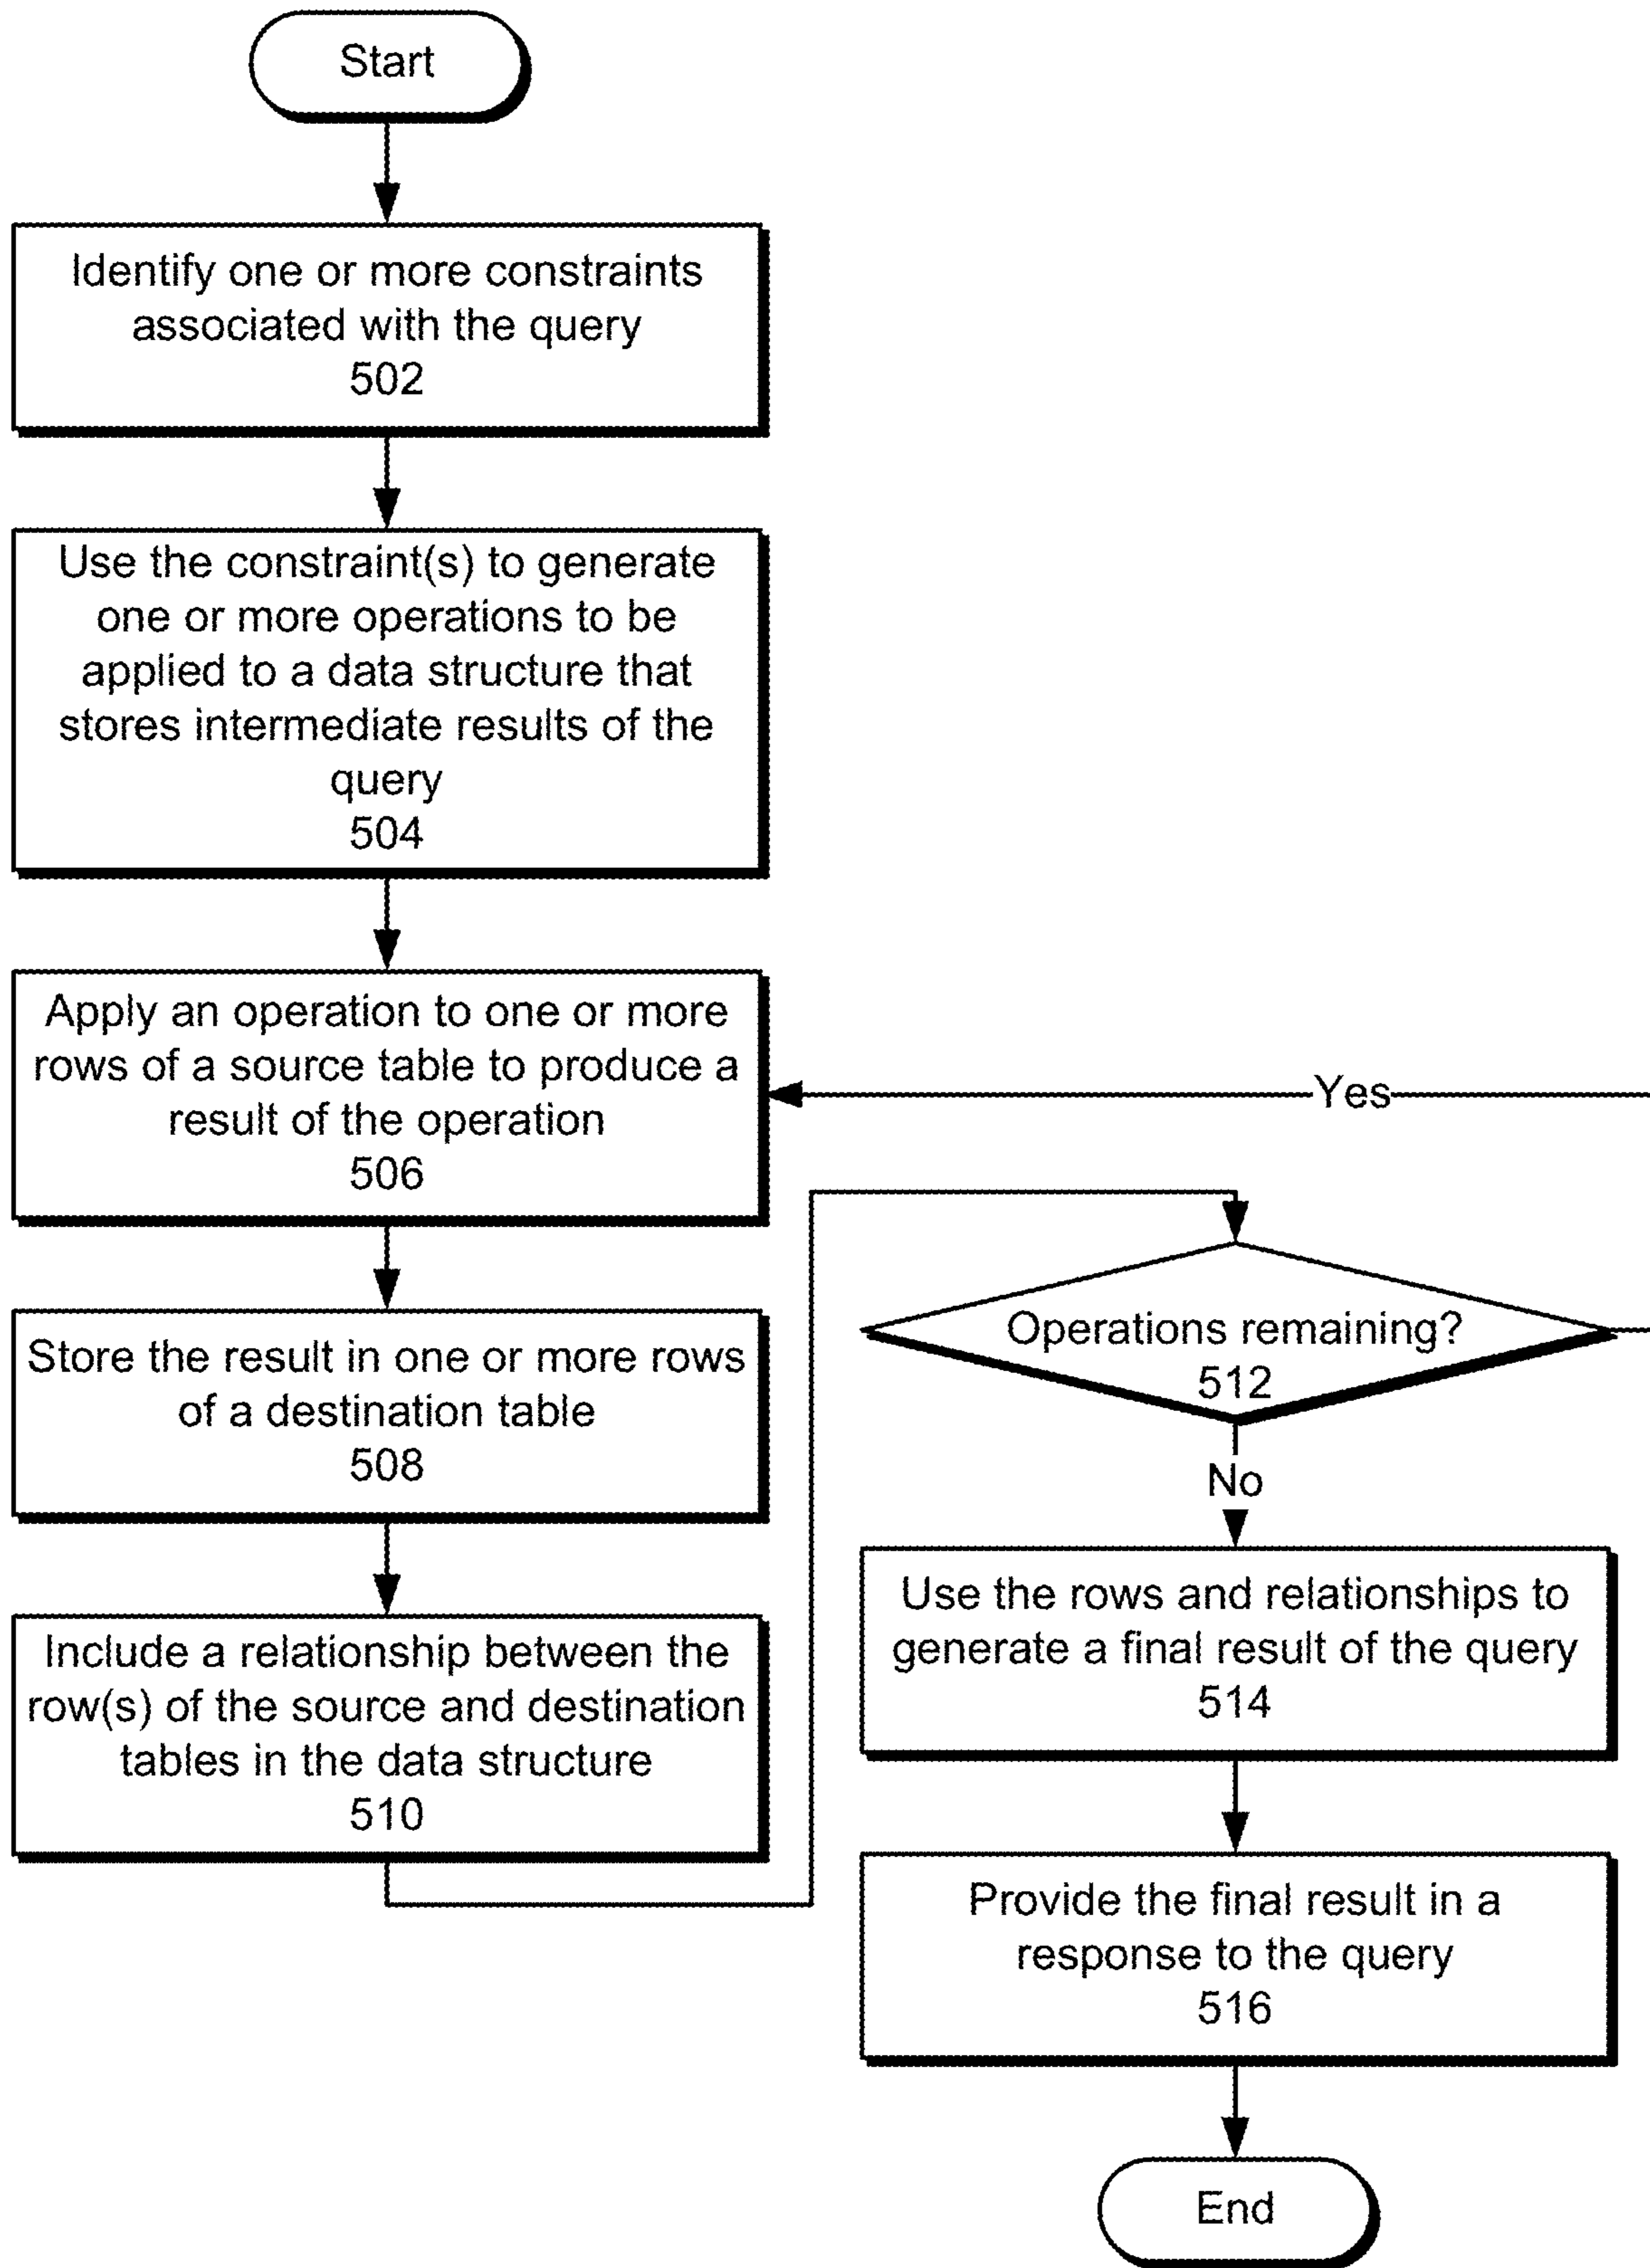 Start
Identify one or more constraints
associated with the query
502
Use the constraint(s) to generate
one or more operations to be
applied to a data structure that
stores intermediate results of the
query
504
Apply an operation to one or more
rows of a source table to produce a
result of the operation
506
Store the result in one or more rows
of a destination table
508
Include a relationship between the
row(s) of the source and destination
tables in the data structure
510
Yes
Operations remaining?
512
No
Use the rows and relationships to
generate a final result of the query
514
Provide the final result in a
response to the query
516
End